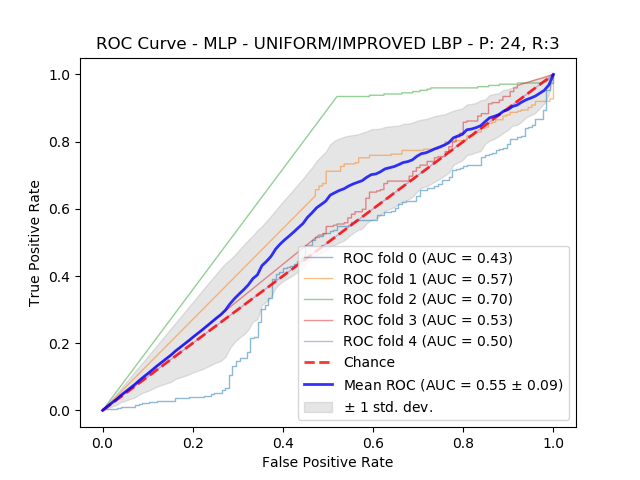 ROC Curve - MLP - UNIFORM/IMPROVED LBP - P: 24, R:3
True Positive Rate
1.0
0.8
0.6
0.4
0.2
0.0
ROC fold 0 (AUC = 0.43)
ROC fold 1 (AUC = 0.57)
ROC fold 2 (AUC = 0.70)
ROC fold 3 (AUC = 0.53)
ROC fold 4 (AUC = 0.50)
Chance
Mean ROC (AUC = 0.55 ± 0.09)
± 1 std. dev.
0.0 0.2 0.4 0.6 0.8 1.0
False Positive Rate